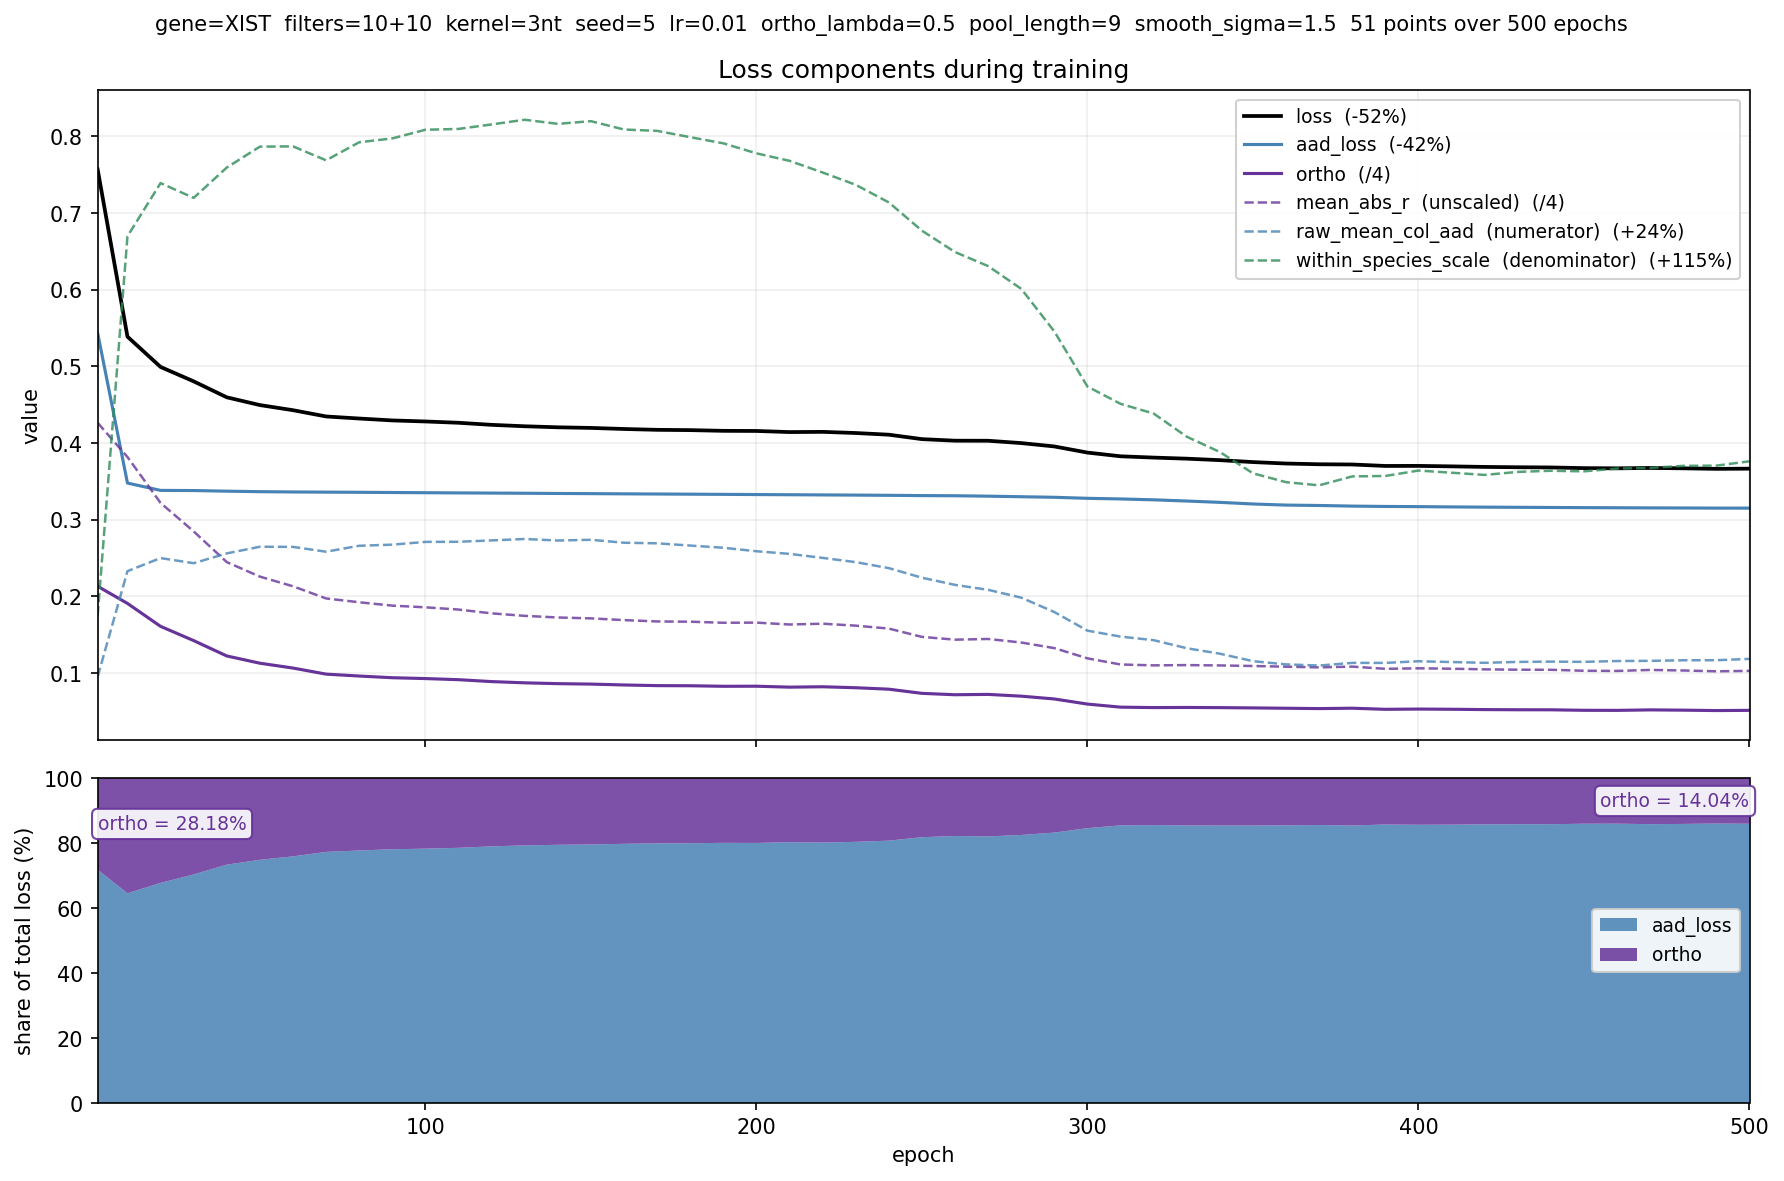 gene=XIST  filters=10+10  kernel=3nt  seed=5  lr=0.01  ortho_lambda=0.5  pool_length=9  smooth_sigma=1.5  51 points over 500 epochs
Loss components during training
value
0.8
0.7
0.6
0.5
0.4
0.3
0.2
0.1
loss  (-52%)
aad_loss  (-42%)
ortho  (/4)
mean_abs_r  (unscaled)  (/4)
raw_mean_col_aad  (numerator)  (+24%)
within_species_scale  (denominator)  (+115%)
share of total loss (%)
100
80
60
40
20
0
ortho = 28.18%
ortho = 14.04%
aad_loss
ortho
100
200
300
400
500
epoch